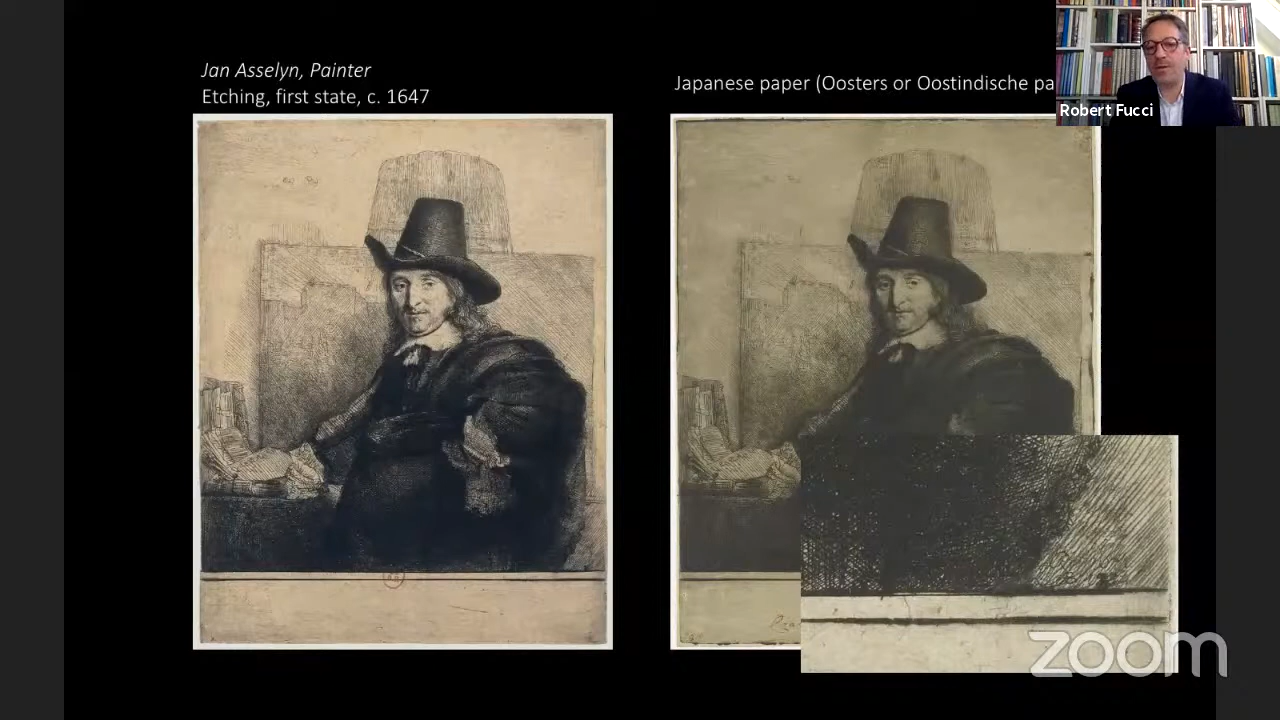 Jan Asselyn, Painter
Etching, first state, c. 1647
Japanese paper (Oosters or Oostindische pa
Robert Fucci
zoom